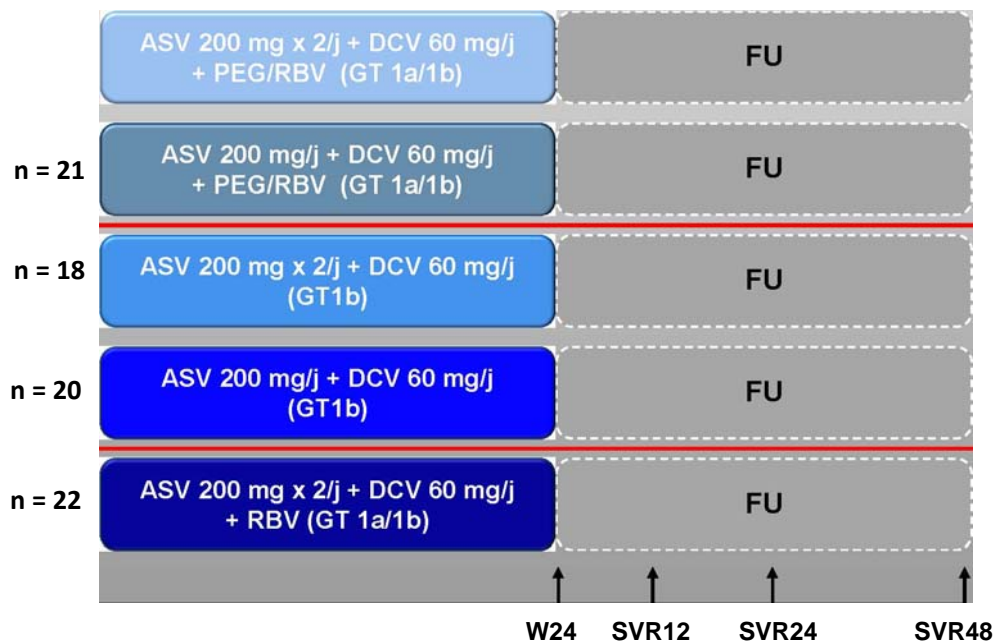 ASV 200 mg x 2/j + DCV 60 mg/j
+ PEG/RBV (GT 1a/1b)
FU
n = 21
ASV 200 mg/j + DCV 60 mg/j
+ PEG/RBV (GT 1a/1b)
FU
n = 18
ASV 200 mg x 2/j + DCV 60 mg/j
(GT1b)
FU
n = 20
ASV 200 mg/j + DCV 60 mg/j
(GT1b)
FU
n = 22
ASV 200 mg x 2/j + DCV 60 mg/j
+ RBV (GT 1a/1b)
FU
W24 SVR12 SVR24 SVR48